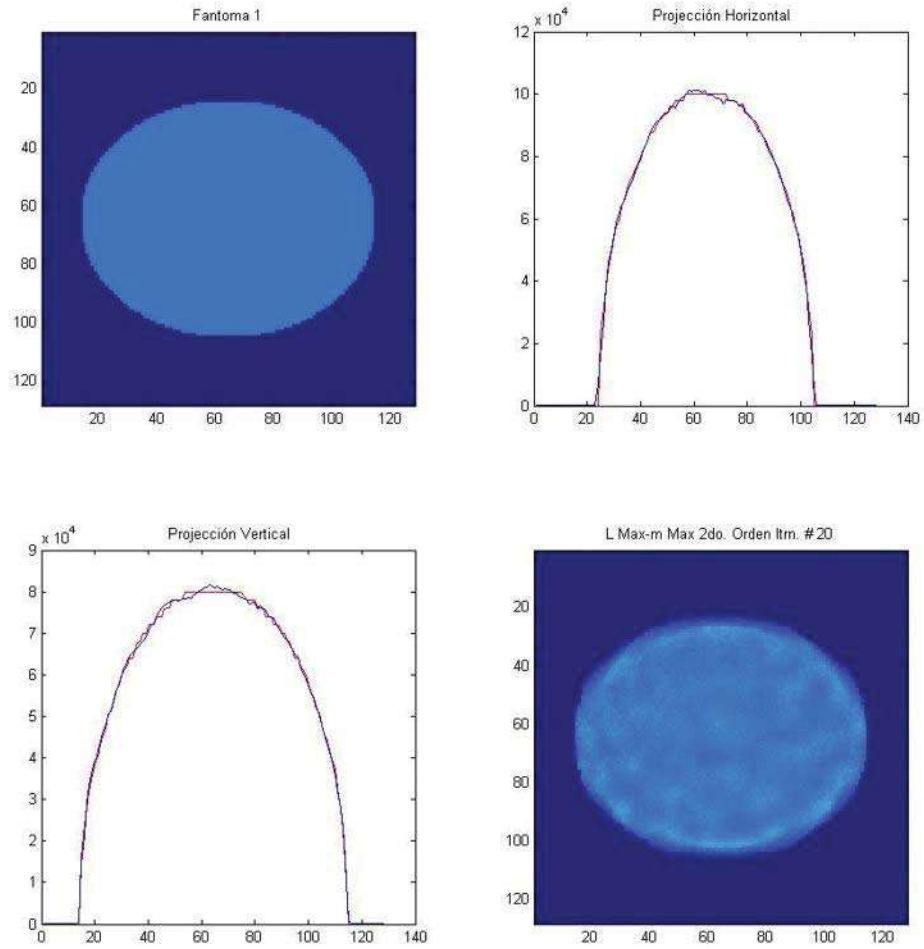 Fantoma 1
20
40
60
80
100
120
20 40 60 80 100 120
Projección Horizontal
x 10^4
12
10
8
6
4
2
0
0 20 40 60 80 100 120 140
Projección Vertical
x 10^4
9
8
7
6
5
4
3
2
1
0
0 20 40 60 80 100 120 140
L Max-m Max 2do. Orden Itrn. #20
20
40
60
80
100
120
20 40 60 80 100 120